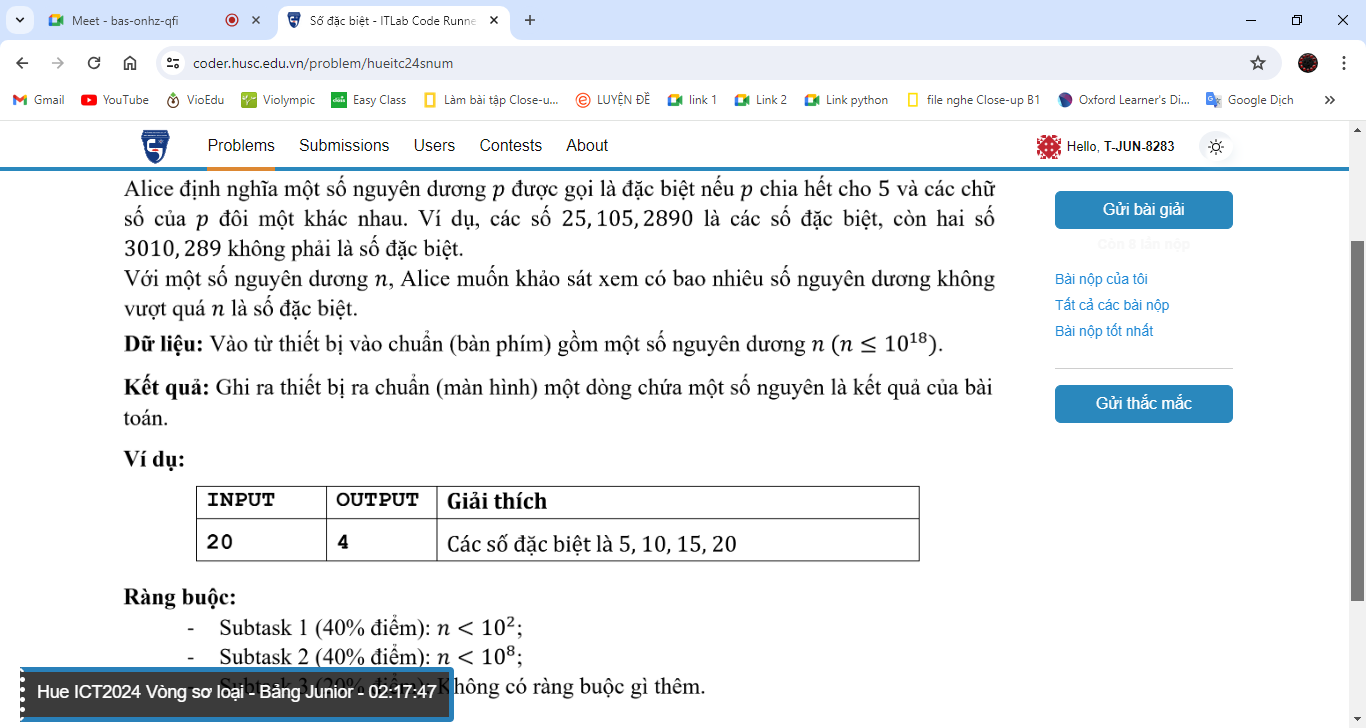 Meet - bas-onhz-qfi
Số đặc biệt - ITLab Code Runne
coder.husc.edu.vn/problem/hueitc24snum
Gmail YouTube VioEdu Violympic Easy Class Làm bài tập Close-u... LUYỆN ĐỀ link 1 Link 2 Link python file nghe Close-up B1 Oxford Learner's Di... Google Dịch
Problems Submissions Users Contests About Hello, T-JUN-8283
Alice định nghĩa một số nguyên dương p được gọi là đặc biệt nếu p chia hết cho 5 và các chữ
số của p đôi một khác nhau. Ví dụ, các số 25, 105, 2890 là các số đặc biệt, còn hai số
3010, 289 không phải là số đặc biệt.
Với một số nguyên dương n, Alice muốn khảo sát xem có bao nhiêu số nguyên dương không
vượt quá n là số đặc biệt.
Dữ liệu: Vào từ thiết bị vào chuẩn (bàn phím) gồm một số nguyên dương n (n ≤ 10¹⁸).
Kết quả: Ghi ra thiết bị ra chuẩn (màn hình) một dòng chứa một số nguyên là kết quả của bài
toán.
Ví dụ:
INPUT OUTPUT Giải thích
20 4 Các số đặc biệt là 5, 10, 15, 20
Ràng buộc:
- Subtask 1 (40% điểm): n < 10²;
- Subtask 2 (40% điểm): n < 10⁸;
- Subtask 3 (20% điểm): Không có ràng buộc gì thêm.
Gửi bài giải
Còn 8 lần nộp
Bài nộp của tôi
Tất cả các bài nộp
Bài nộp tốt nhất
Gửi thắc mắc
Hue ICT2024 Vòng sơ loại - Bảng Junior - 02:17:47